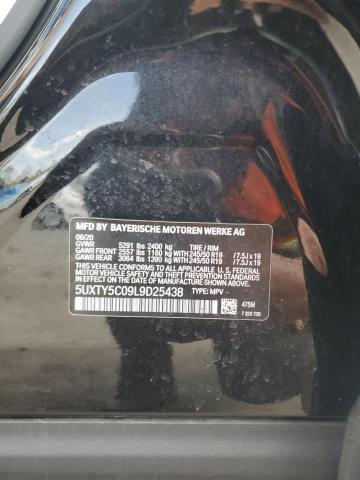 MFD BY BAYERISCHE MOTOREN WERKE AG
06/20
GVWR 5291 lbs 2400 kg TIRE / RIM
GAWR FRONT 2557 lbs 1160 kg 245/50 R19 /7.5J x 19
GAWR REAR 3064 lbs 1390 kg 245/50 R19 /7.5J x 19
THIS VEHICLE CONFORMS TO ALL APPLICABLE
U.S. FEDERAL MOTOR VEHICLE SAFETY AND
THEFT PREVENTION STANDARDS IN EFFECT ON THE
DATE OF MANUFACTURE SHOWN ABOVE.
5UXTY5C09L9D25438 TYPE: MPV
475M
7 320 730